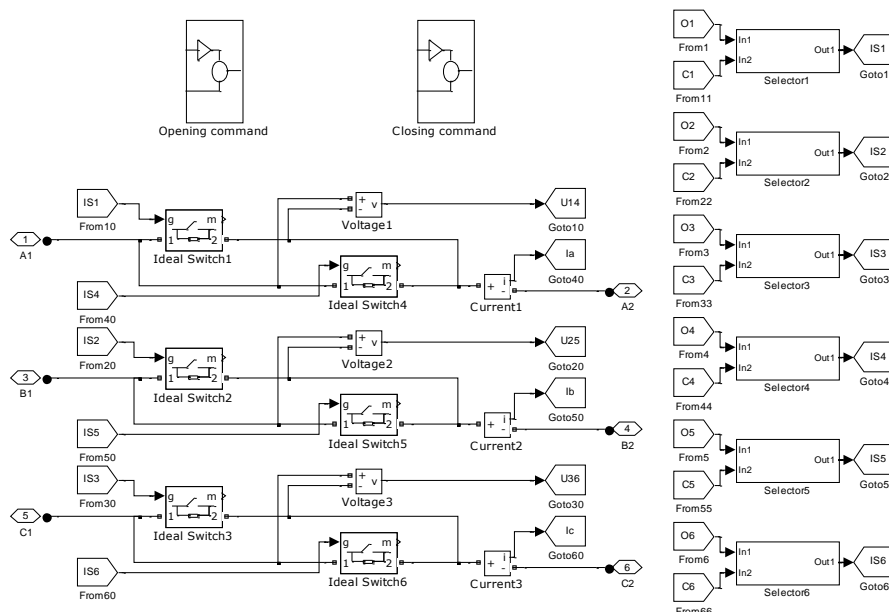 Opening command
Closing command
IS1
From10
g m
1 2
Ideal Switch1
1
A1
+
-
v
Voltage1
U14
Goto10
IS4
From40
g m
1 2
Ideal Switch4
+ i
-
Current1
Ia
Goto40
2
A2
IS2
From20
g m
1 2
Ideal Switch2
3
B1
+
-
v
Voltage2
U25
Goto20
IS5
From50
g m
1 2
Ideal Switch5
+ i
-
Current2
Ib
Goto50
4
B2
IS3
From30
g m
1 2
Ideal Switch3
5
C1
+
-
v
Voltage3
U36
Goto30
IS6
From60
g m
1 2
Ideal Switch6
+ i
-
Current3
Ic
Goto60
6
C2
O1
From1
C1
From11
In1
In2
Out1
Selector1
IS1
Goto1
O2
From2
C2
From22
In1
In2
Out1
Selector2
IS2
Goto2
O3
From3
C3
From33
In1
In2
Out1
Selector3
IS3
Goto3
O4
From4
C4
From44
In1
In2
Out1
Selector4
IS4
Goto4
O5
From5
C5
From55
In1
In2
Out1
Selector5
IS5
Goto5
O6
From6
C6
From66
In1
In2
Out1
Selector6
IS6
Goto6